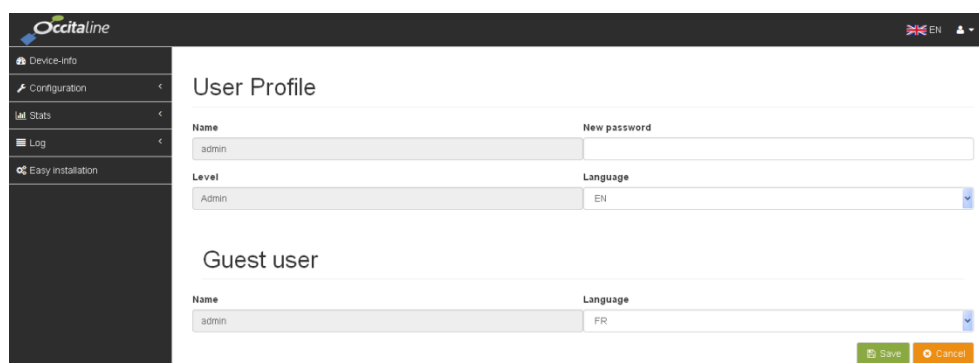 Occitaline
EN
Device-info
Configuration
Stats
Log
Easy installation
User Profile
Name
New password
admin
Level
Language
Admin
EN
Guest user
Name
Language
admin
FR
Save
Cancel